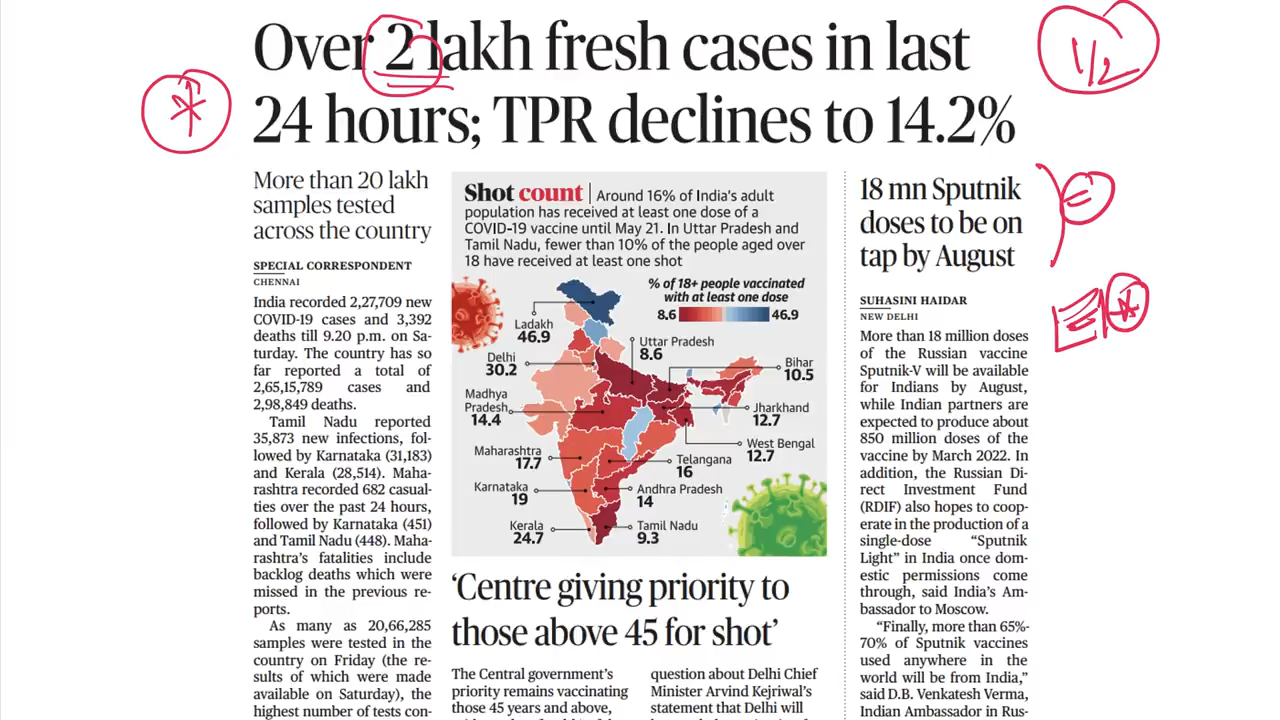 Over 2 lakh fresh cases in last
24 hours; TPR declines to 14.2%
1/2
More than 20 lakh
samples tested
across the country
SPECIAL CORRESPONDENT
CHENNAI
India recorded 2,27,709 new
COVID-19 cases and 3,392
deaths till 9.20 p.m. on Sa-
turday. The country has so
far reported a total of
2,65,15,789 cases and
2,98,849 deaths.
Tamil Nadu reported
35,873 new infections, fol-
lowed by Karnataka (31,183)
and Kerala (28,514). Maha-
rashtra recorded 682 casual-
ties over the past 24 hours,
followed by Karnataka (451)
and Tamil Nadu (448). Maha-
rashtra's fatalities include
backlog deaths which were
missed in the previous re-
ports.
As many as 20,66,285
samples were tested in the
country on Friday (the re-
sults of which were made
available on Saturday), the
highest number of tests con-
Shot count | Around 16% of India's adult
population has received at least one dose of a
COVID-19 vaccine until May 21. In Uttar Pradesh and
Tamil Nadu, fewer than 10% of the people aged over
18 have received at least one shot
% of 18+ people vaccinated
with at least one dose
8.6 46.9
Ladakh
46.9
Uttar Pradesh
8.6
Delhi
30.2
Bihar
10.5
Madhya
Pradesh
14.4
Jharkhand
12.7
West Bengal
12.7
Maharashtra
17.7
Telangana
16
Karnataka
19
Andhra Pradesh
14
Kerala
24.7
Tamil Nadu
9.3
'Centre giving priority to
those above 45 for shot'
The Central government's
priority remains vaccinating
those 45 years and above,
question about Delhi Chief
Minister Arvind Kejriwal's
statement that Delhi will
18 mn Sputnik
doses to be on
tap by August
SUHASINI HAIDAR
NEW DELHI
More than 18 million doses
of the Russian vaccine
Sputnik-V will be available
for Indians by August,
while Indian partners are
expected to produce about
850 million doses of the
vaccine by March 2022. In
addition, the Russian Di-
rect Investment Fund
(RDIF) also hopes to coop-
erate in the production of a
single-dose "Sputnik
Light" in India once dom-
estic permissions come
through, said India's Am-
bassador to Moscow.
"Finally, more than 65%-
70% of Sputnik vaccines
used anywhere in the
world will be from India,"
said D.B. Venkatesh Verma,
Indian Ambassador in Rus-